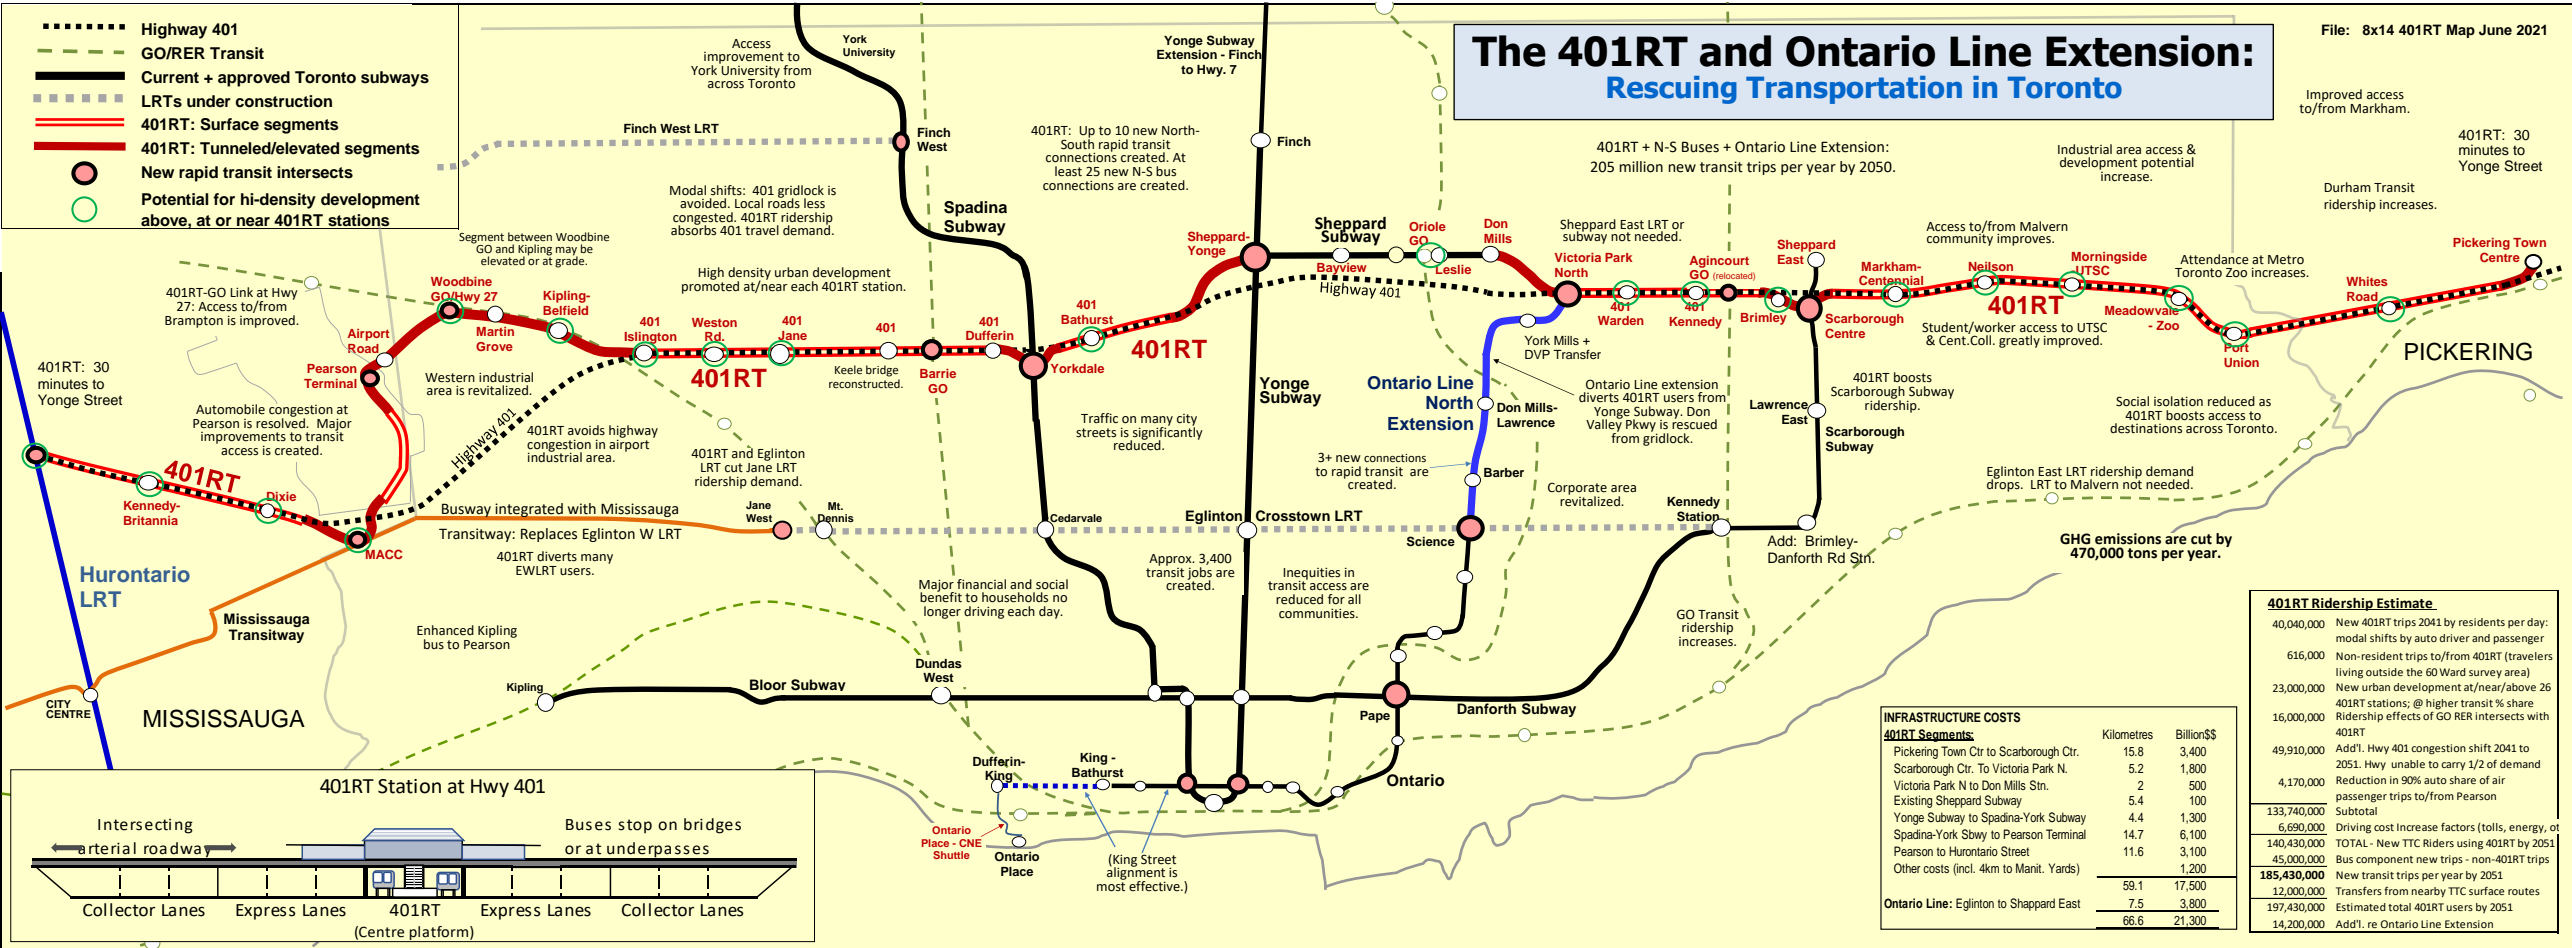 Highway 401
GO/RER Transit
Current + approved Toronto subways
LRTs under construction
401RT: Surface segments
401RT: Tunneled/elevated segments
New rapid transit intersects
Potential for hi-density development
above, at or near 401RT stations
The 401RT and Ontario Line Extension:
Rescuing Transportation in Toronto
File: 8x14 401RT Map June 2021
York
University
Access
improvement to
York University from
across Toronto
Yonge Subway
Extension - Finch
to Hwy. 7
Finch West LRT
Finch
West
Finch
401RT: Up to 10 new North-
South rapid transit
connections created. At
least 25 new N-S bus
connections are created.
401RT + N-S Buses + Ontario Line Extension:
205 million new transit trips per year by 2050.
Improved access
to/from Markham.
Industrial area access &
development potential
increase.
401RT: 30
minutes to
Yonge Street
Durham Transit
ridership increases.
Modal shifts: 401 gridlock is
avoided. Local roads less
congested. 401RT ridership
absorbs 401 travel demand.
Spadina
Subway
Segment between Woodbine
GO and Kipling may be
elevated or at grade.
High density urban development
promoted at/near each 401RT station.
Sheppard-
Yonge
Sheppard
Subway
Bayview
Oriole
GO
Leslie
Don
Mills
Highway 401
Sheppard East LRT or
subway not needed.
Victoria Park
North
401
Warden
Agincourt
GO (relocated)
401
Kennedy
Brimley
Sheppard
East
Scarborough
Centre
Markham-
Centennial
Access to/from Malvern
community improves.
Neilson
401RT
Morningside
UTSC
Student/worker access to UTSC
& Cent.Coll. greatly improved.
Attendance at Metro
Toronto Zoo increases.
Meadowvale
- Zoo
Port
Union
Whites
Road
Pickering Town
Centre
PICKERING
401RT-GO Link at Hwy
27: Access to/from
Brampton is improved.
Woodbine
GO/Hwy 27
Martin
Grove
Kipling-
Belfield
Airport
Road
Pearson
Terminal
401
Islington
Weston
Rd.
401
Jane
401
Barrie
GO
401
Dufferin
401RT
Keele bridge
reconstructed.
Yorkdale
401
Bathurst
401RT
401RT: 30
minutes to
Yonge Street
Automobile congestion at
Pearson is resolved. Major
improvements to transit
access is created.
Western industrial
area is revitalized.
Highway 401
401RT avoids highway
congestion in airport
industrial area.
401RT and Eglinton
LRT cut Jane LRT
ridership demand.
Traffic on many city
streets is significantly
reduced.
Yonge
Subway
York Mills +
DVP Transfer
Ontario Line
North
Extension
Don Mills-
Lawrence
Ontario Line extension
diverts 401RT users from
Yonge Subway. Don
Valley Pkwy is rescued
from gridlock.
3+ new connections
to rapid transit are
created.
Barber
Corporate area
revitalized.
Lawrence
East
Scarborough
Subway
401RT boosts
Scarborough Subway
ridership.
Social isolation reduced as
401RT boosts access to
destinations across Toronto.
Eglinton East LRT ridership demand
drops. LRT to Malvern not needed.
GHG emissions are cut by
470,000 tons per year.
401RT
Kennedy-
Britannia
Dixie
MACC
Hurontario
LRT
Busway integrated with Mississauga
Transitway: Replaces Eglinton W LRT
401RT diverts many
EWLRT users.
Jane
West
Mt.
Dennis
Cedarvale
Eglinton Crosstown LRT
Science
Kennedy
Station
Add: Brimley-
Danforth Rd Stn.
Approx. 3,400
transit jobs are
created.
Inequities in
transit access are
reduced for all
communities.
Major financial and social
benefit to households no
longer driving each day.
GO Transit
ridership
increases.
Mississauga
Transitway
CITY
CENTRE
MISSISSAUGA
Enhanced Kipling
bus to Pearson
Kipling
Bloor Subway
Dundas
West
Pape
Danforth Subway
Dufferin-
King
King -
Bathurst
Ontario
Ontario
Place - CNE
Shuttle
Ontario
Place
(King Street
alignment is
most effective.)
401RT Station at Hwy 401
Intersecting
arterial roadway
Buses stop on bridges
or at underpasses
Collector Lanes Express Lanes 401RT Express Lanes Collector Lanes
(Centre platform)
INFRASTRUCTURE COSTS
401RT Segments: Kilometres Billion$$
Pickering Town Ctr to Scarborough Ctr. 15.8 3,400
Scarborough Ctr. To Victoria Park N. 5.2 1,800
Victoria Park N to Don Mills Stn. 2 500
Existing Sheppard Subway 5.4 100
Yonge Subway to Spadina-York Subway 4.4 1,300
Spadina-York Sbwy to Pearson Terminal 14.7 6,100
Pearson to Hurontario Street 11.6 3,100
Other costs (incl. 4km to Manit. Yards) 1,200
59.1 17,500
Ontario Line: Eglinton to Shappard East 7.5 3,800
66.6 21,300
401RT Ridership Estimate
40,040,000 New 401RT trips 2041 by residents per day:
modal shifts by auto driver and passenger
616,000 Non-resident trips to/from 401RT (travelers
living outside the 60 Ward survey area)
23,000,000 New urban development at/near/above 26
401RT stations; @ higher transit % share
16,000,000 Ridership effects of GO RER intersects with
401RT
49,910,000 Add'l. Hwy 401 congestion shift 2041 to
2051. Hwy unable to carry 1/2 of demand
4,170,000 Reduction in 90% auto share of air
passenger trips to/from Pearson
133,740,000 Subtotal
6,690,000 Driving cost Increase factors (tolls, energy, ot
140,430,000 TOTAL - New TTC Riders using 401RT by 2051
45,000,000 Bus component new trips - non-401RT trips
185,430,000 New transit trips per year by 2051
12,000,000 Transfers from nearby TTC surface routes
197,430,000 Estimated total 401RT users by 2051
14,200,000 Add'l. re Ontario Line Extension